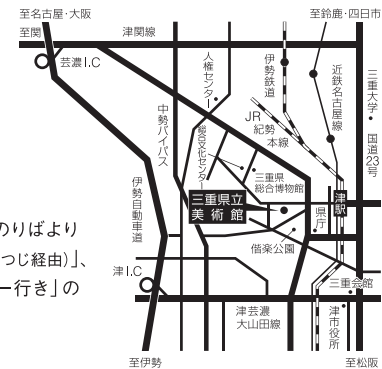 至名古屋・大阪
至鈴鹿・四日市
至関
津関線
芸濃I.C
人権センター
伊勢鉄道
近鉄名古屋線
三重大学
国道23号
中勢バイパス
総合文化センター
JR
紀勢
本線
三重県
総合博物館
伊勢自動車道
三重県立
美術館
県庁
津駅
偕楽公園
のりばより
つつじ経由)」、
ー行き」の
津I.C
三重会館
津芸濃
大山田線
津市役所
至伊勢
至松阪